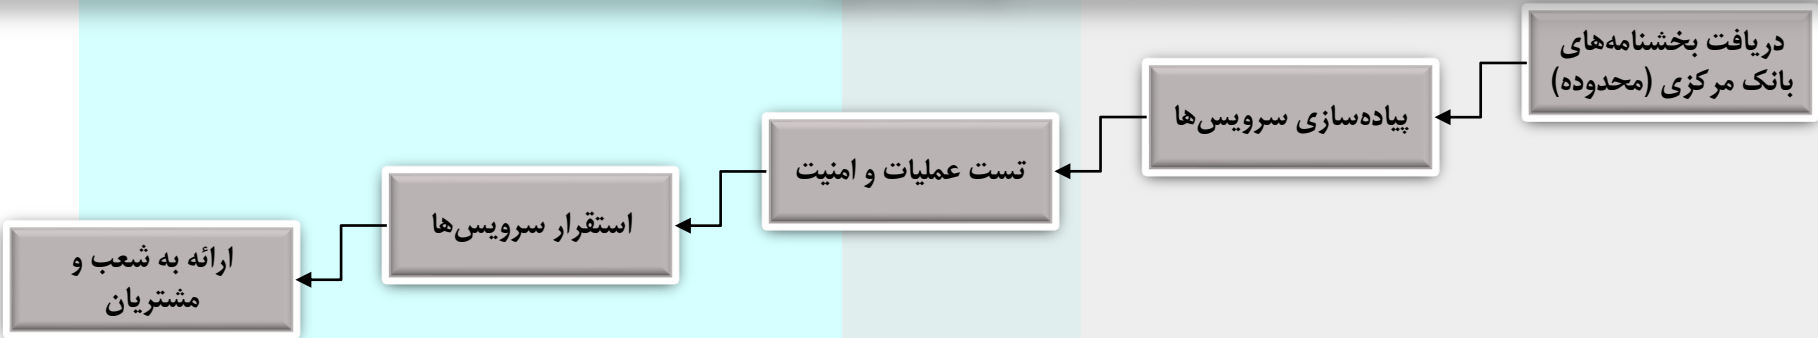 دریافت بخشنامه‌های
بانک مرکزی (محدوده)
پیاده‌سازی سرویس‌ها
تست عملیات و امنیت
استقرار سرویس‌ها
ارائه به شعب و
مشتریان